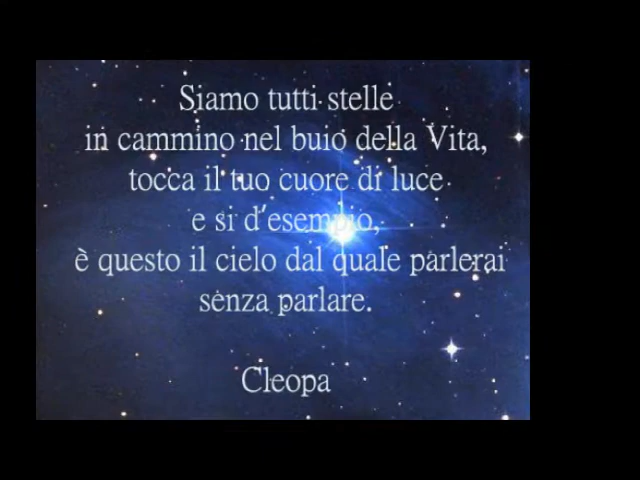 Siamo tutti stelle
in cammino nel buio della Vita,
tocca il tuo cuore di luce
e si d'esempio,
è questo il cielo dal quale parlerai
senza parlare.
Cleopa